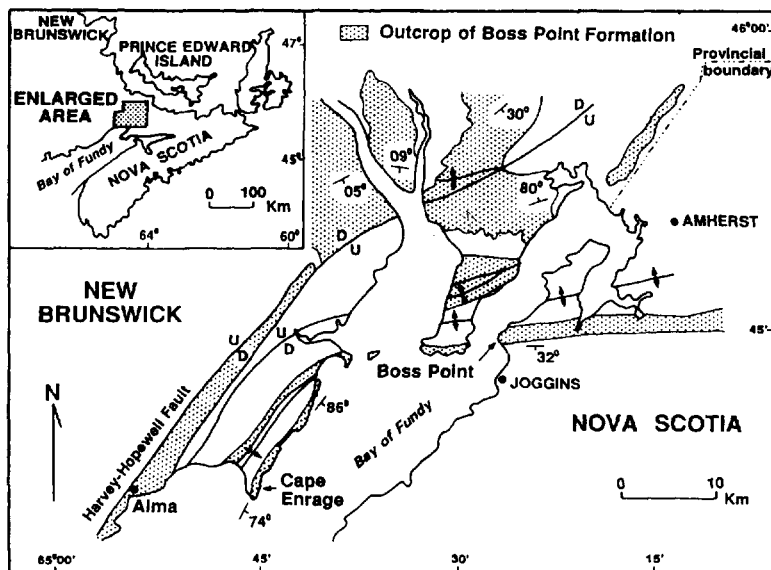 NEW
BRUNSWICK
PRINCE EDWARD
ISLAND
47°
ENLARGED
AREA
45°
Bay of Fundy
NOVA SCOTIA
0 100
Km
64°
60°
Outcrop of Boss Point Formation
46°00'
Provincial
boundary
30°
D
U
09°
05°
80°
AMHERST
D
U
NEW
BRUNSWICK
U
D
U
D
45'
Boss Point
32°
JOGGINS
86°
N
Bay of Fundy
NOVA SCOTIA
Harvey-Hopewell Fault
Cape
Enrage
Alma
74°
0 10
Km
65°00'
45'
30'
15'